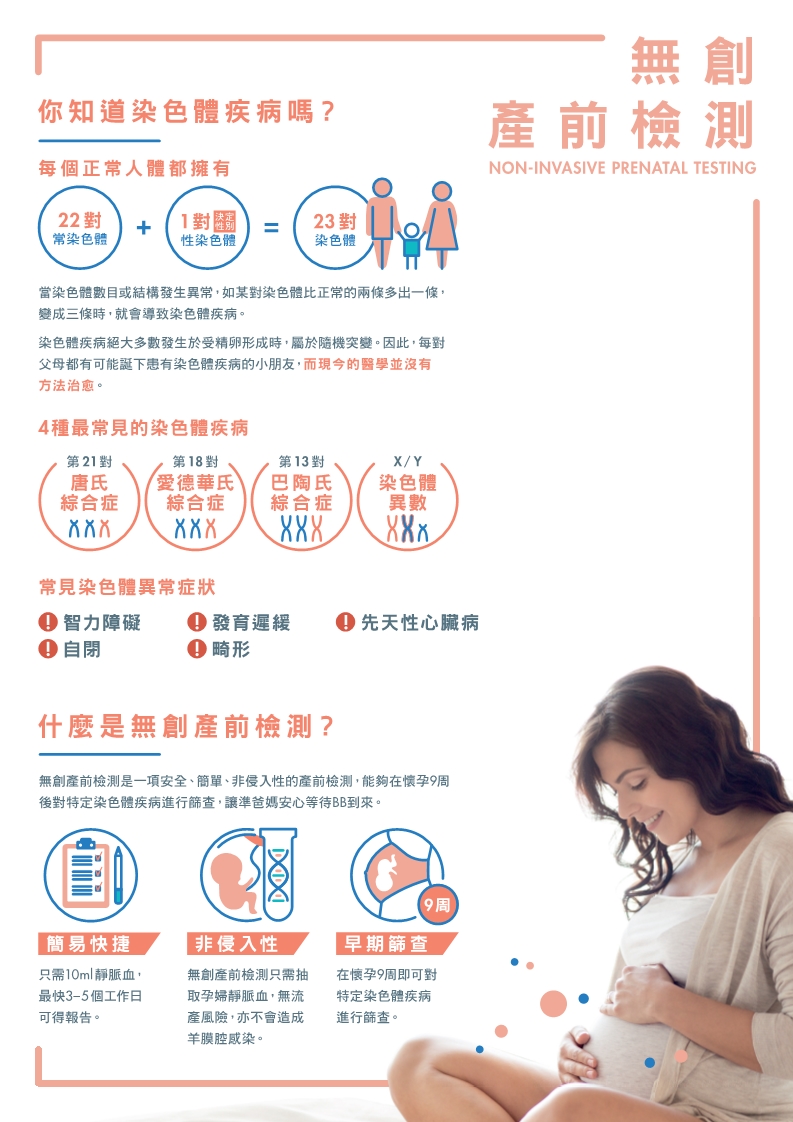 無創
產前檢測
NON-INVASIVE PRENATAL TESTING
你知道染色體疾病嗎？
每個正常人體都擁有
22對
常染色體
+
1對 決定性別
性染色體
=
23對
染色體
當染色體數目或結構發生異常，如某對染色體比正常的兩條多出一條，
變成三條時，就會導致染色體疾病。
染色體疾病絕大多數發生於受精卵形成時，屬於隨機突變。因此，每對
父母都有可能誕下患有染色體疾病的小朋友，而現今的醫學並沒有
方法治愈。
4種最常見的染色體疾病
第21對
唐氏
綜合症
第18對
愛德華氏
綜合症
第13對
巴陶氏
綜合症
X/Y
染色體
異數
常見染色體異常症狀
! 智力障礙
! 發育遲緩
! 先天性心臟病
! 自閉
! 畸形
什麼是無創產前檢測？
無創產前檢測是一項安全、簡單、非侵入性的產前檢測，能夠在懷孕9周
後對特定染色體疾病進行篩查，讓準爸媽安心等待BB到來。
9周
簡易快捷
只需10ml靜脈血，
最快3–5個工作日
可得報告。
非侵入性
無創產前檢測只需抽
取孕婦靜脈血，無流
產風險，亦不會造成
羊膜腔感染。
早期篩查
在懷孕9周即可對
特定染色體疾病
進行篩查。